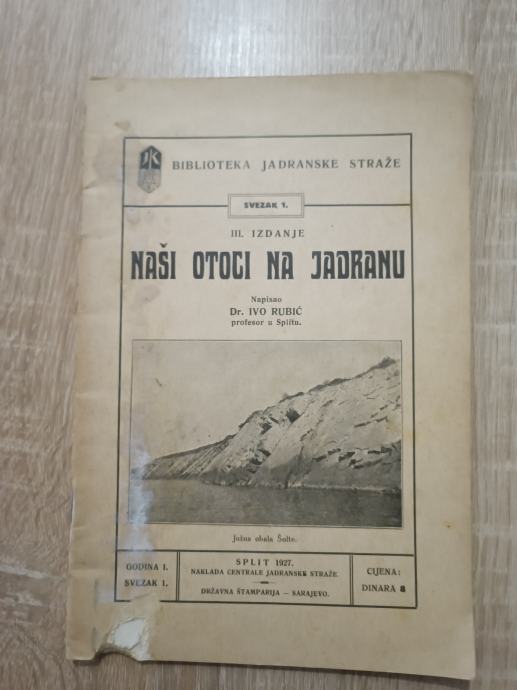 JK
BIBLIOTEKA JADRANSKE STRAŽE
SVEZAK 1.
III. IZDANJE
NAŠI OTOCI NA JADRANU
Napisao
Dr. IVO RUBIĆ
profesor u Splitu.
Južna obala Šolte.
GODINA I.
SVEZAK 1.
SPLIT 1927.
NAKLADA CENTRALE JADRANSKE STRAŽE
DRŽAVNA ŠTAMPARIJA — SARAJEVO.
CIJENA:
DINARA 8